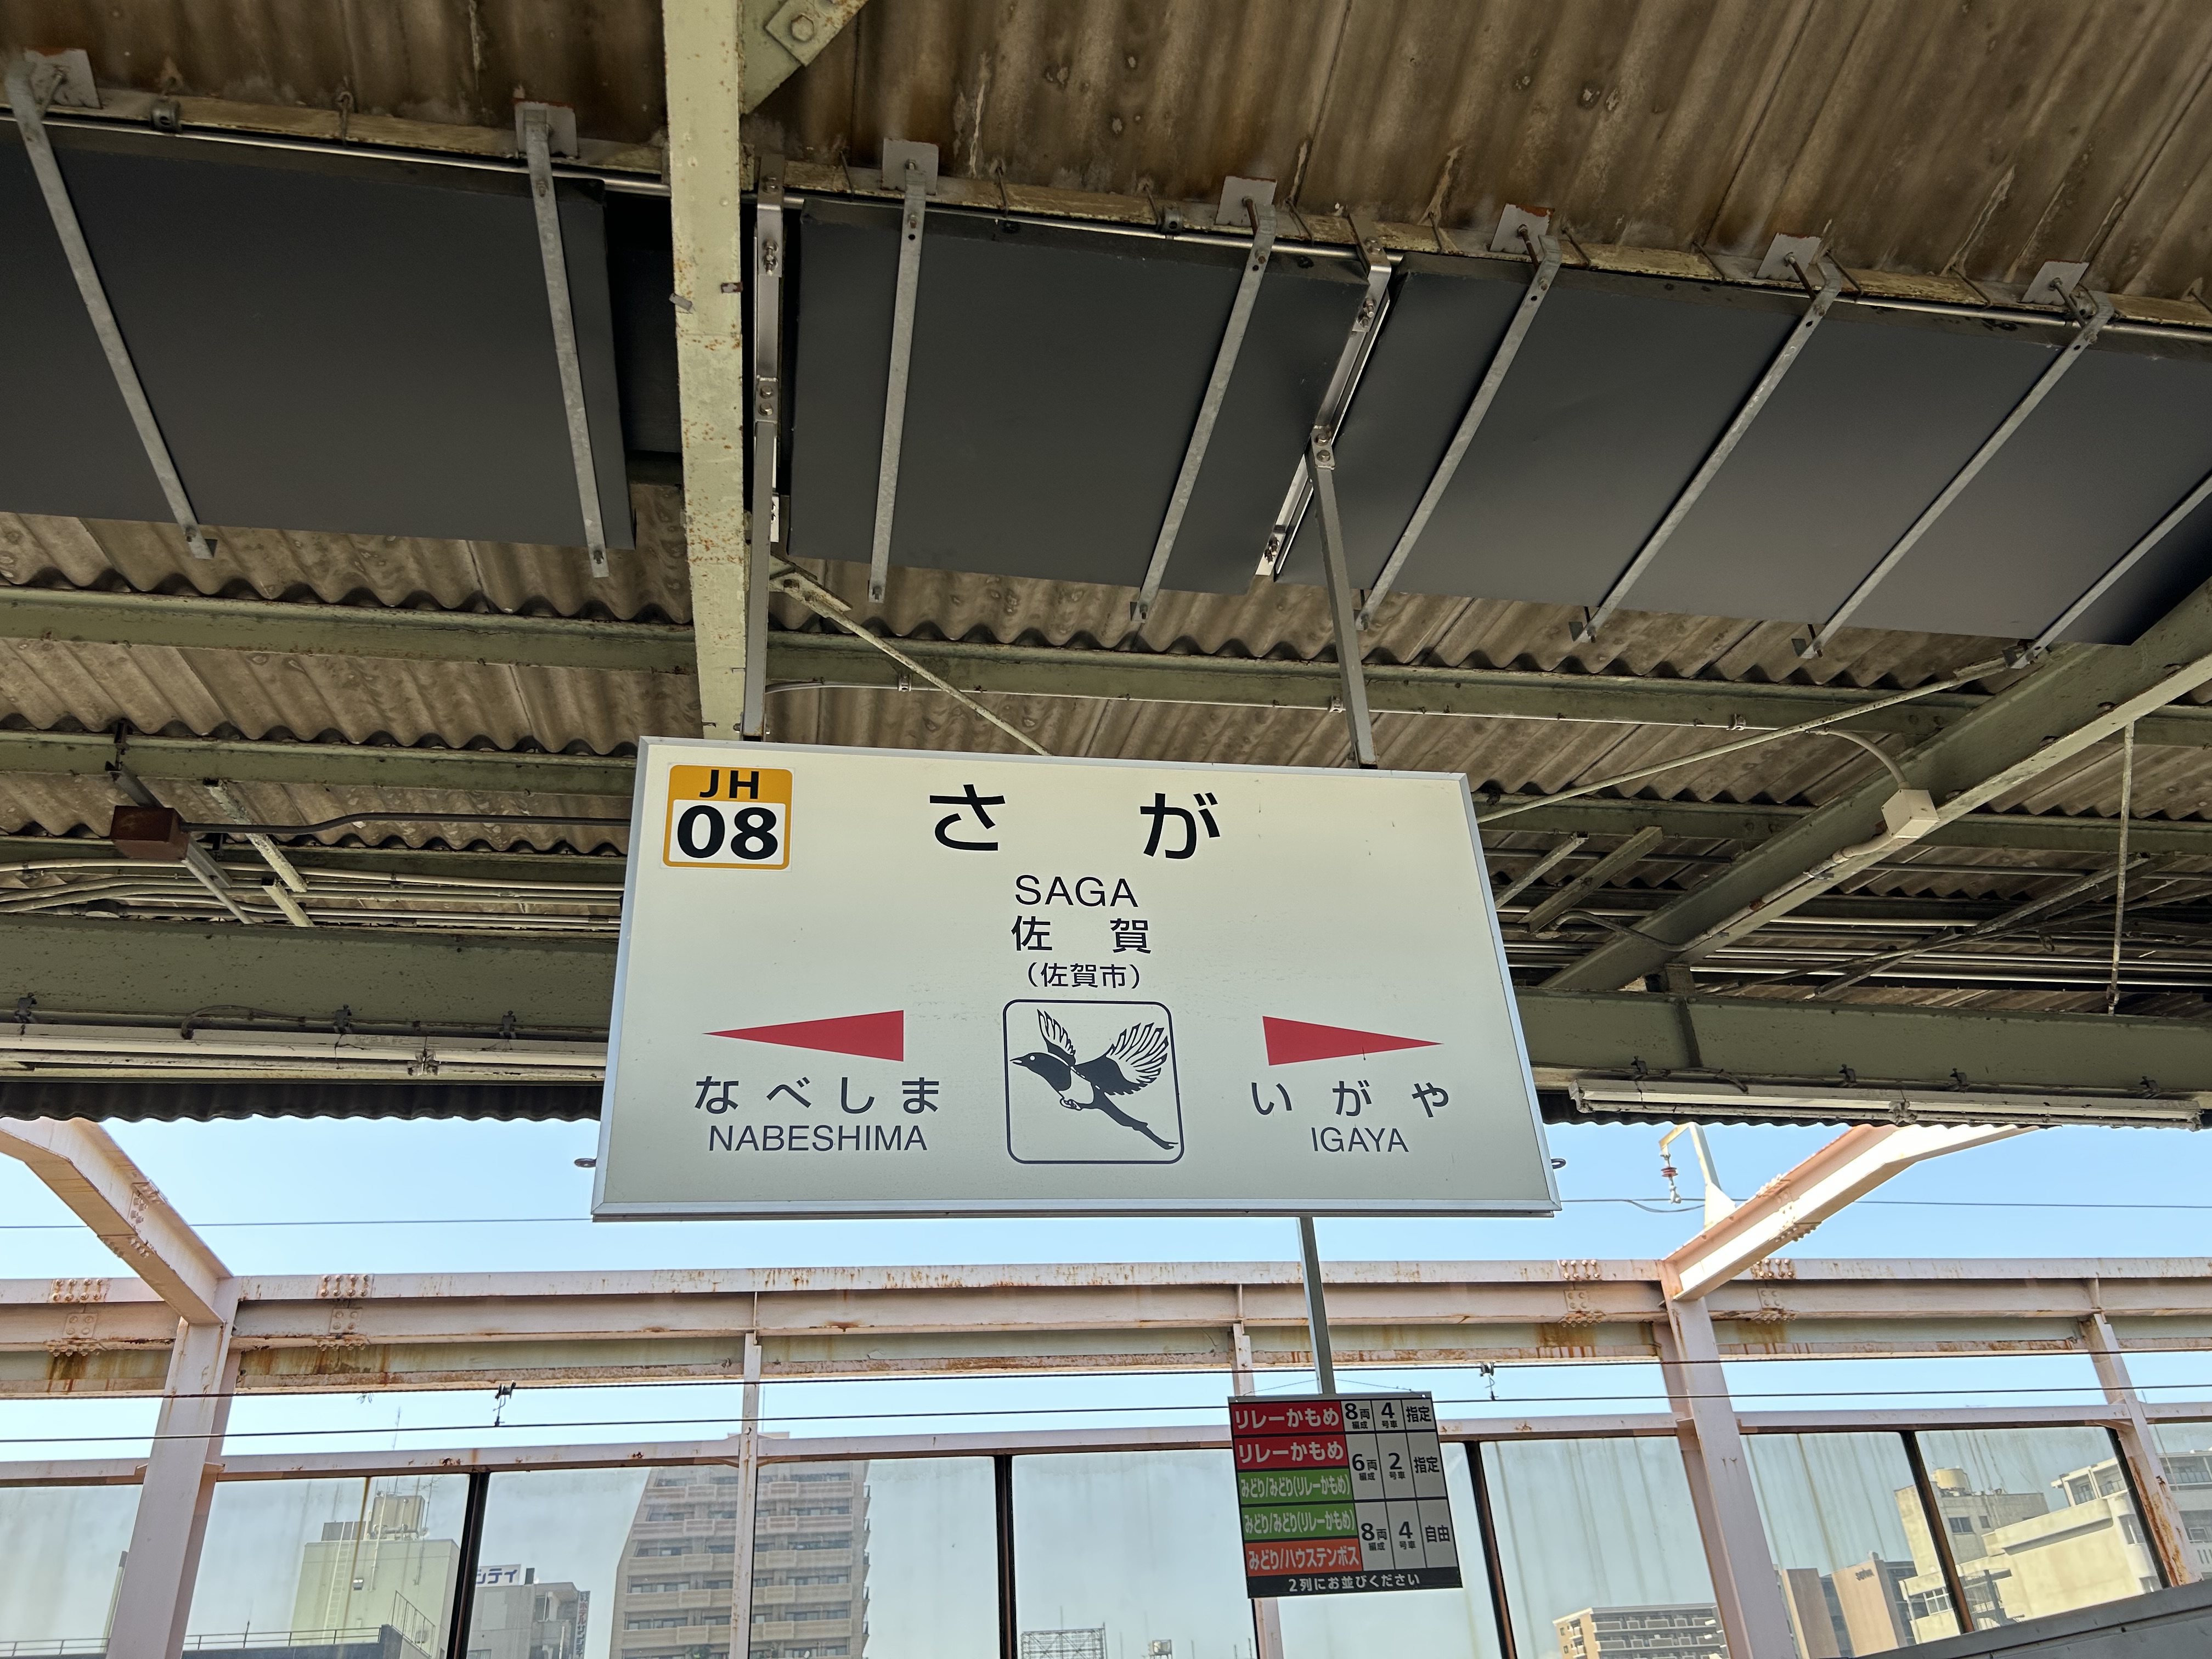 JH
08
さが
SAGA
佐賀
(佐賀市)
なべしま
NABESHIMA
いがや
IGAYA
リレーかもめ 8両編成 4号車 指定
リレーかもめ
みどり/みどり(リレーかもめ)
6両編成 2号車 指定
みどり/みどり(リレーかもめ)
みどり/ハウステンボス
8両編成 4号車 自由
2列にお並びください
シティ